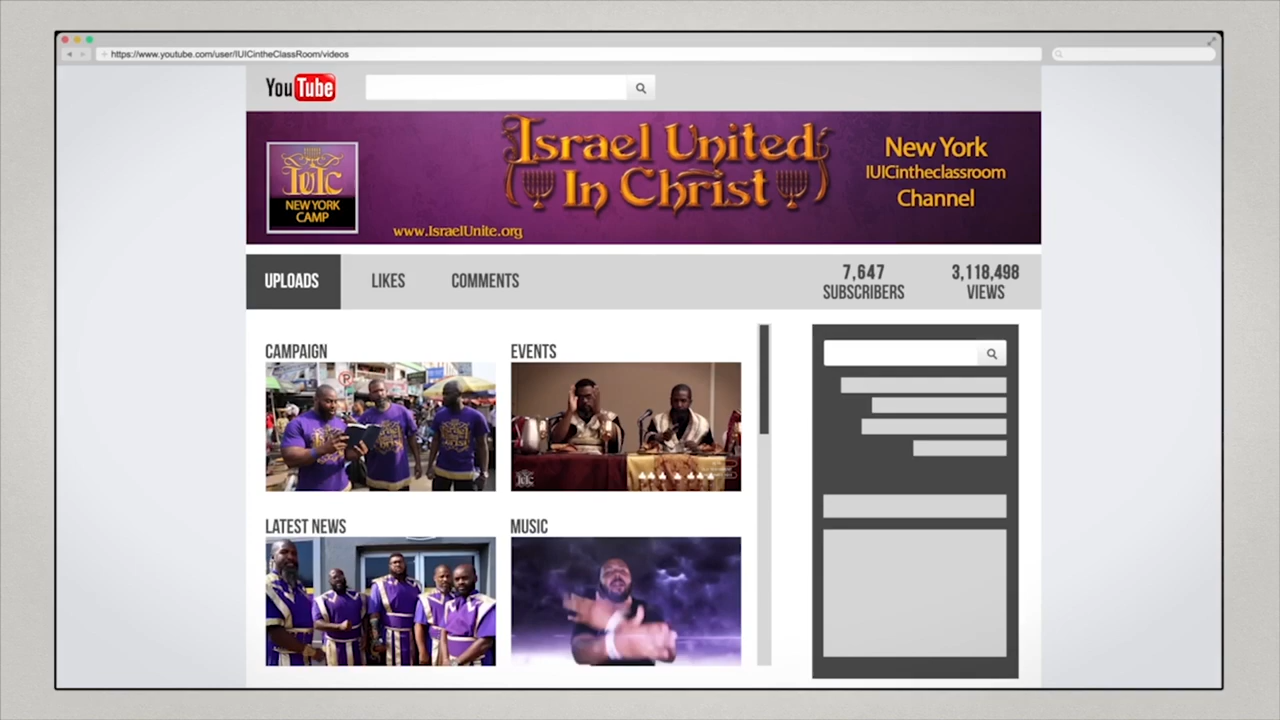 https://www.youtube.com/user/IUICintheClassRoom/videos
YouTube
Israel United
In Christ
IUIC
NEW YORK
CAMP
www.IsraelUnite.org
New York
IUICintheclassroom
Channel
UPLOADS
LIKES
COMMENTS
7,647
SUBSCRIBERS
3,118,498
VIEWS
CAMPAIGN
EVENTS
P
IUIC
LATEST NEWS
MUSIC